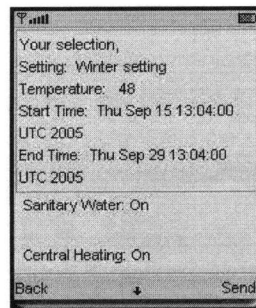 Your selection,
Setting: Winter setting
Temperature: 48
Start Time: Thu Sep 15 13:04:00
UTC 2005
End Time: Thu Sep 29 13:04:00
UTC 2005
Sanitary Water: On
Central Heating: On
Back Send